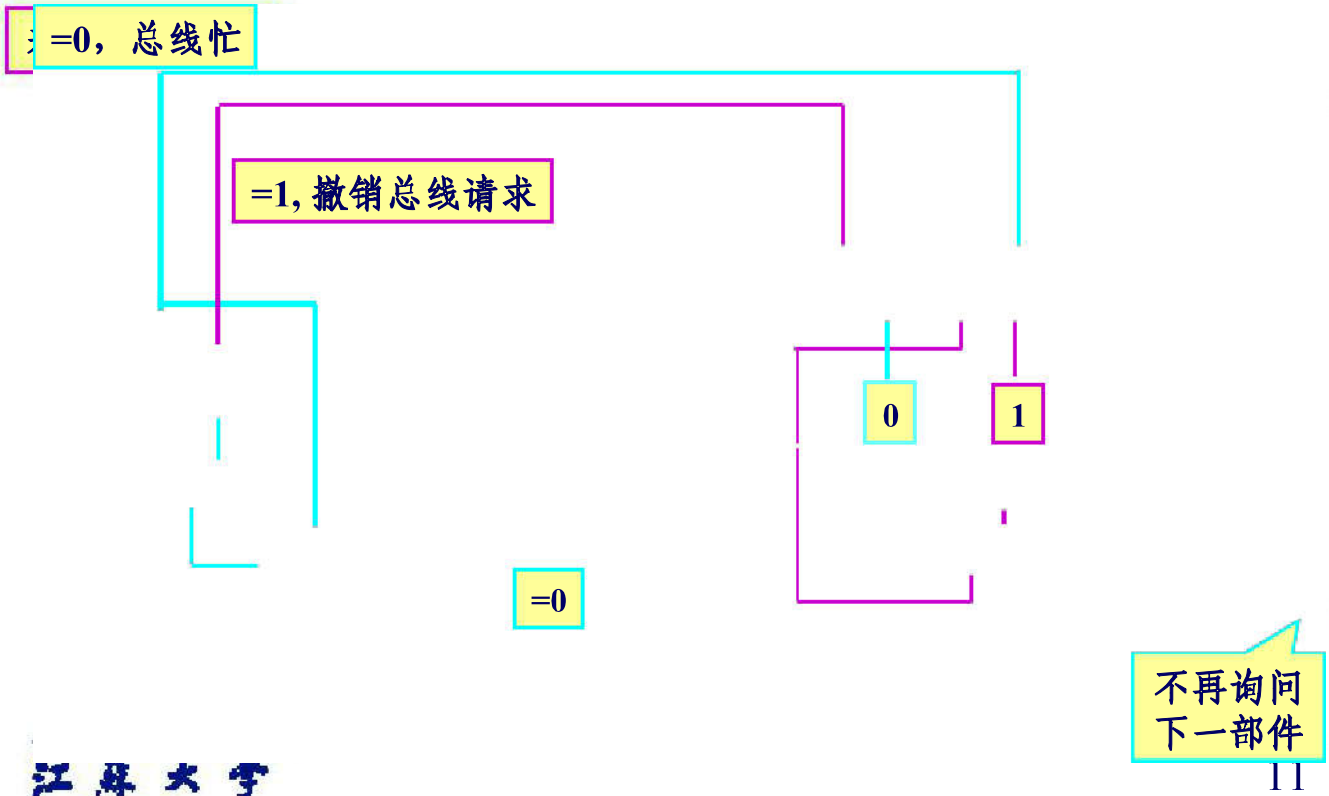 =0，总线忙
=1, 撤销总线请求
0
1
=0
不再询问
下一部件
江苏大学
11